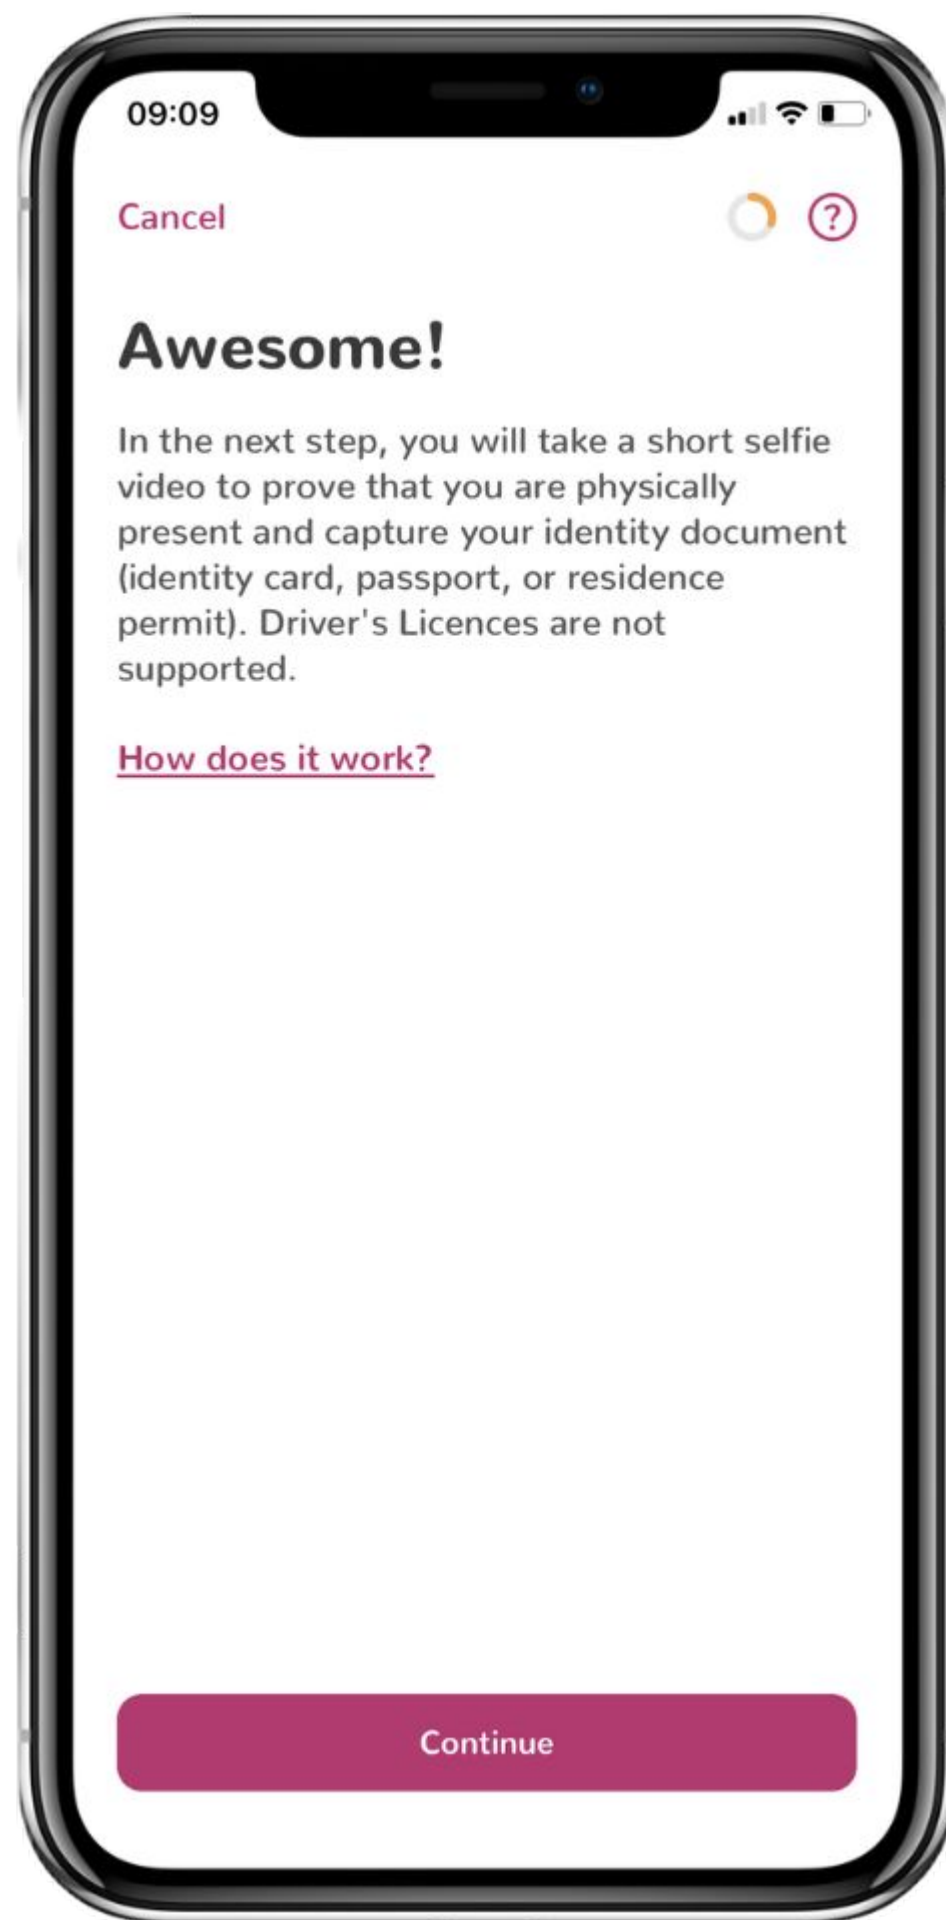 09:09
Cancel
?
Awesome!
In the next step, you will take a short selfie
video to prove that you are physically
present and capture your identity document
(identity card, passport, or residence
permit). Driver's Licences are not
supported.
How does it work?
Continue